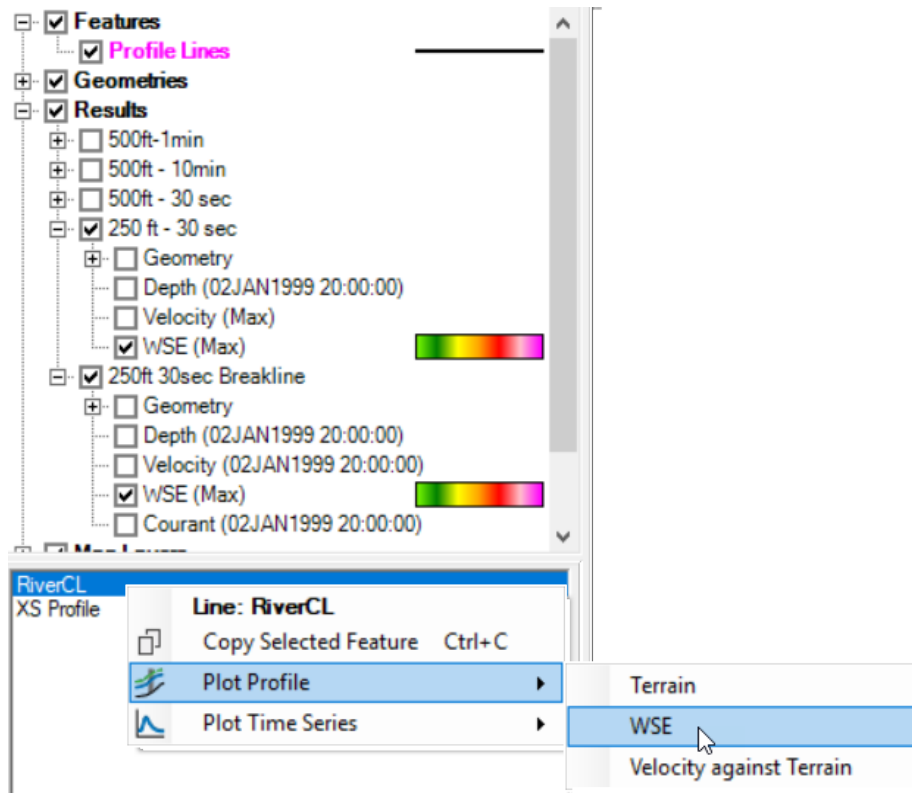 Features
Profile Lines
Geometries
Results
500ft-1min
500ft - 10min
500ft - 30 sec
250 ft - 30 sec
Geometry
Depth (02JAN1999 20:00:00)
Velocity (Max)
WSE (Max)
250ft 30sec Breakline
Geometry
Depth (02JAN1999 20:00:00)
Velocity (02JAN1999 20:00:00)
WSE (Max)
Courant (02JAN1999 20:00:00)
Map Layers
RiverCL
XS Profile
Line: RiverCL
Copy Selected Feature Ctrl+C
Plot Profile
Plot Time Series
Terrain
WSE
Velocity against Terrain